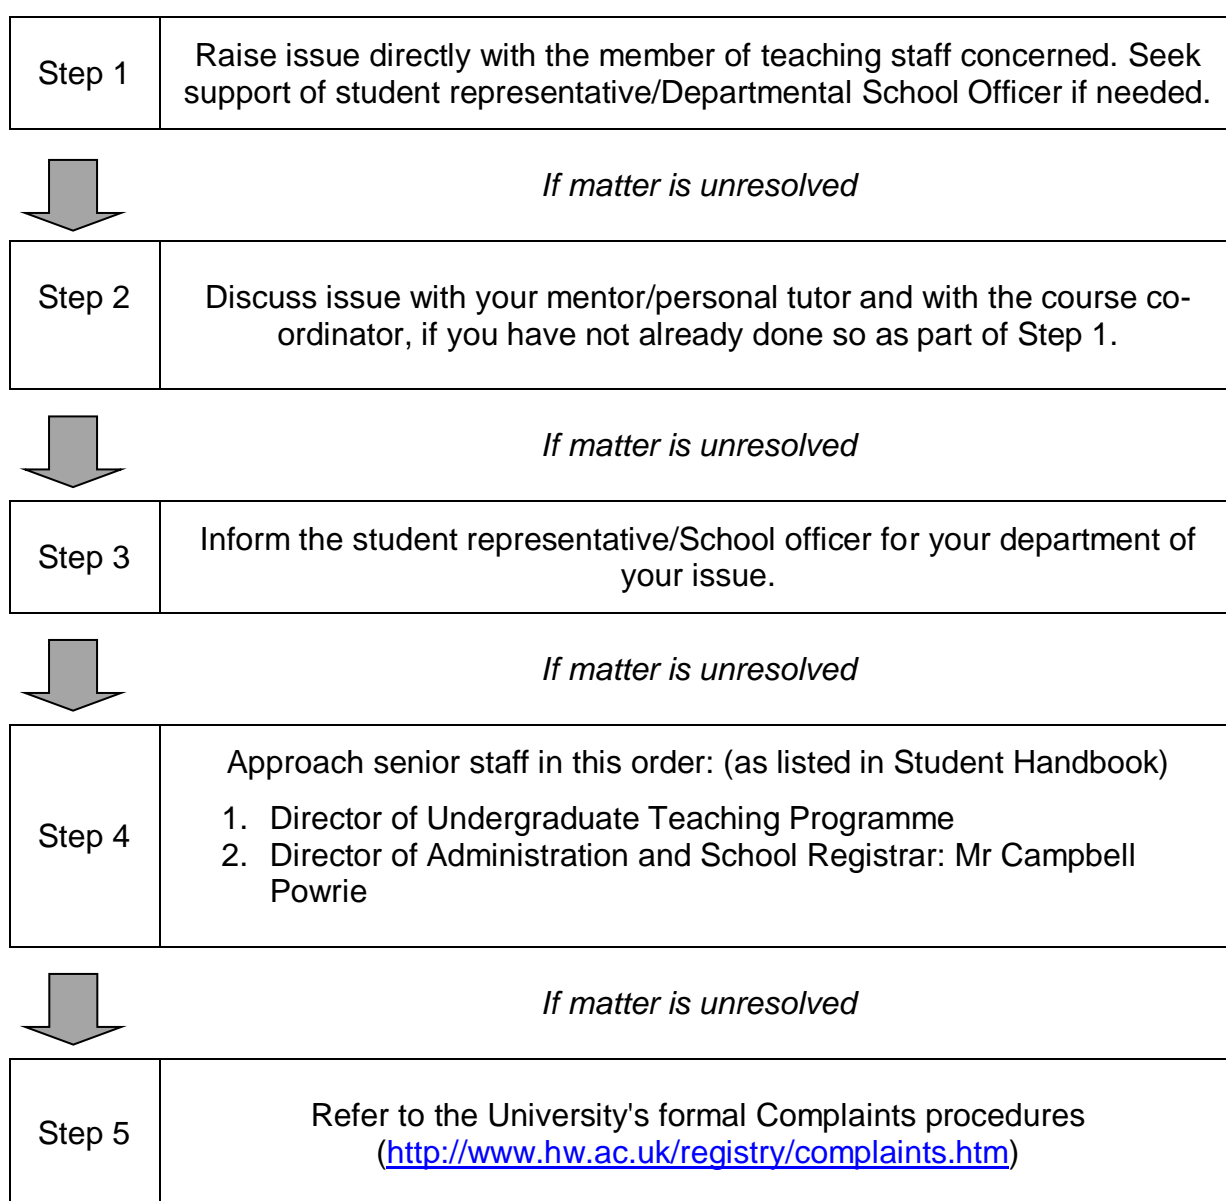 Step 1
Raise issue directly with the member of teaching staff concerned. Seek
support of student representative/Departmental School Officer if needed.
If matter is unresolved
Step 2
Discuss issue with your mentor/personal tutor and with the course co-
ordinator, if you have not already done so as part of Step 1.
If matter is unresolved
Step 3
Inform the student representative/School officer for your department of
your issue.
If matter is unresolved
Step 4
Approach senior staff in this order: (as listed in Student Handbook)
1. Director of Undergraduate Teaching Programme
2. Director of Administration and School Registrar: Mr Campbell
Powrie
If matter is unresolved
Step 5
Refer to the University's formal Complaints procedures
(http://www.hw.ac.uk/registry/complaints.htm)